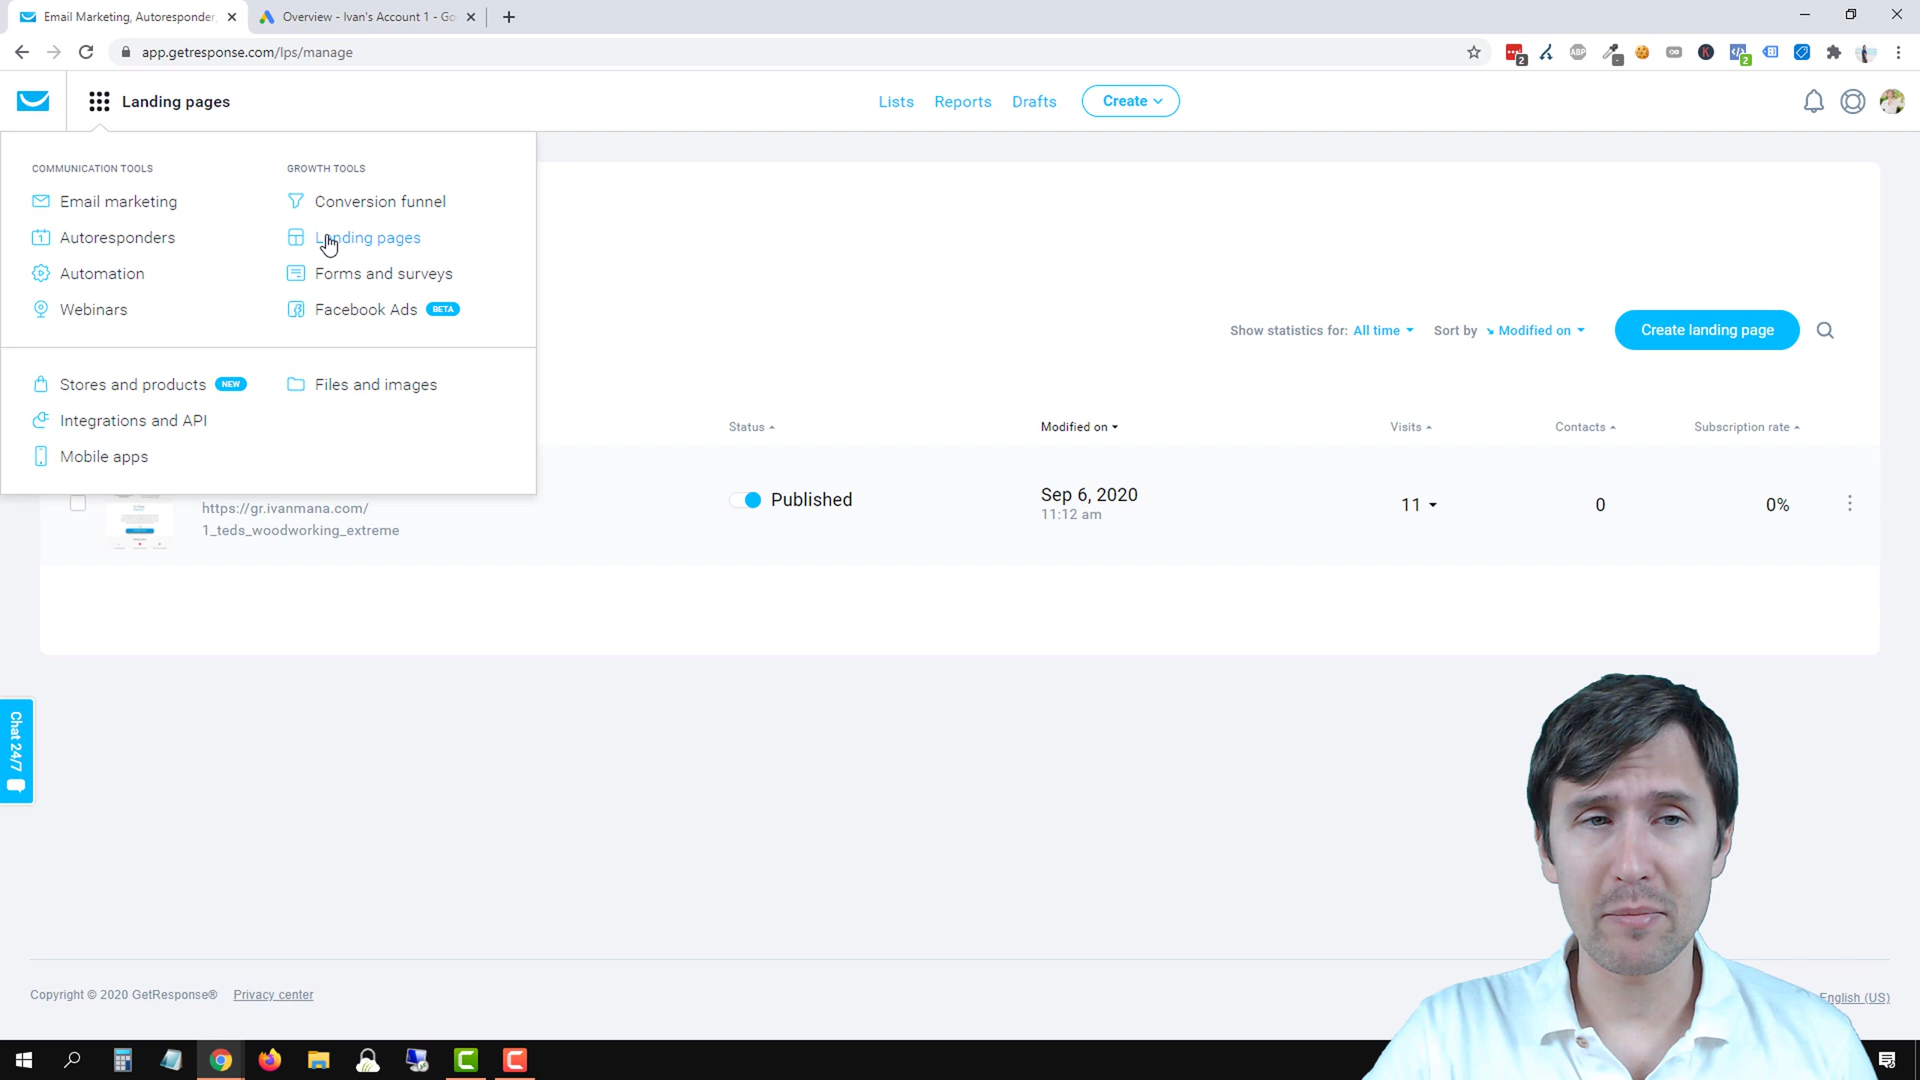 Email Marketing, Autoresponder,
Overview - Ivan's Account 1 - Go
app.getresponse.com/lps/manage
2
ABP
2
Landing pages
Lists
Reports
Drafts
Create
COMMUNICATION TOOLS
Email marketing
Autoresponders
Automation
Webinars
GROWTH TOOLS
Conversion funnel
Landing pages
Forms and surveys
Facebook Ads BETA
Stores and products NEW
Integrations and API
Mobile apps
Files and images
Show statistics for: All time
Sort by Modified on
Create landing page
Status
Modified on
Visits
Contacts
Subscription rate
https://gr.ivanmana.com/
1_teds_woodworking_extreme
Published
Sep 6, 2020
11:12 am
11
0
0%
Chat 24/7
Copyright © 2020 GetResponse®
Privacy center
English (US)